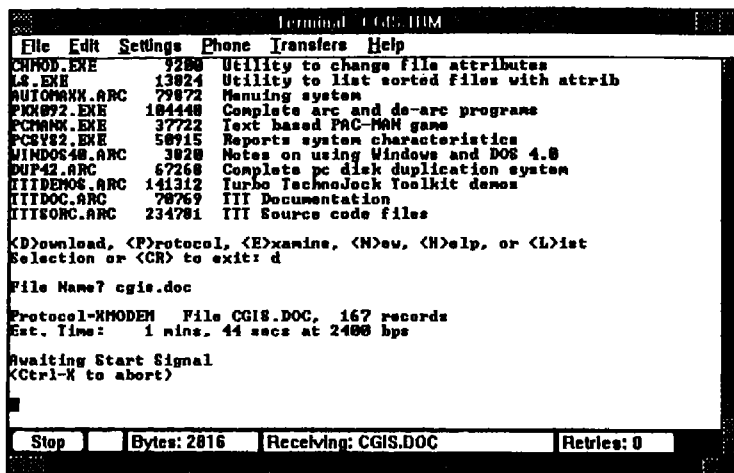 Terminal - CGIS.TRM
File Edit Settings Phone Transfers Help
CHMOD.EXE 9280 Utility to change file attributes
LS.EXE 13824 Utility to list sorted files with attrib
AUTOMAXX.ARC 79872 Menuing system
PKX092.EXE 104448 Complete arc and de-arc programs
PCMANX.EXE 37722 Text based PAC-MAN game
PCSYS2.EXE 50915 Reports system characteristics
WINDOS40.ARC 3820 Notes on using Windows and DOS 4.0
DUP42.ARC 67268 Complete pc disk duplication system
TTTDEMOS.ARC 141312 Turbo TechnoJock Toolkit demos
TTTDOC.ARC 78769 TTT Documentation
TTTSORC.ARC 234781 TTT Source code files
<D>ownload, <P>rotocol, <E>xamine, <N>ew, <H>elp, or <L>ist
Selection or <CR> to exit: d
File Name? cgis.doc
Protocol-XMODEM File CGIS.DOC, 167 records
Est. Time: 1 mins, 44 secs at 2400 bps
Awaiting Start Signal
<Ctrl-X to abort>
Stop Bytes: 2816 Receiving: CGIS.DOC Retries: 0